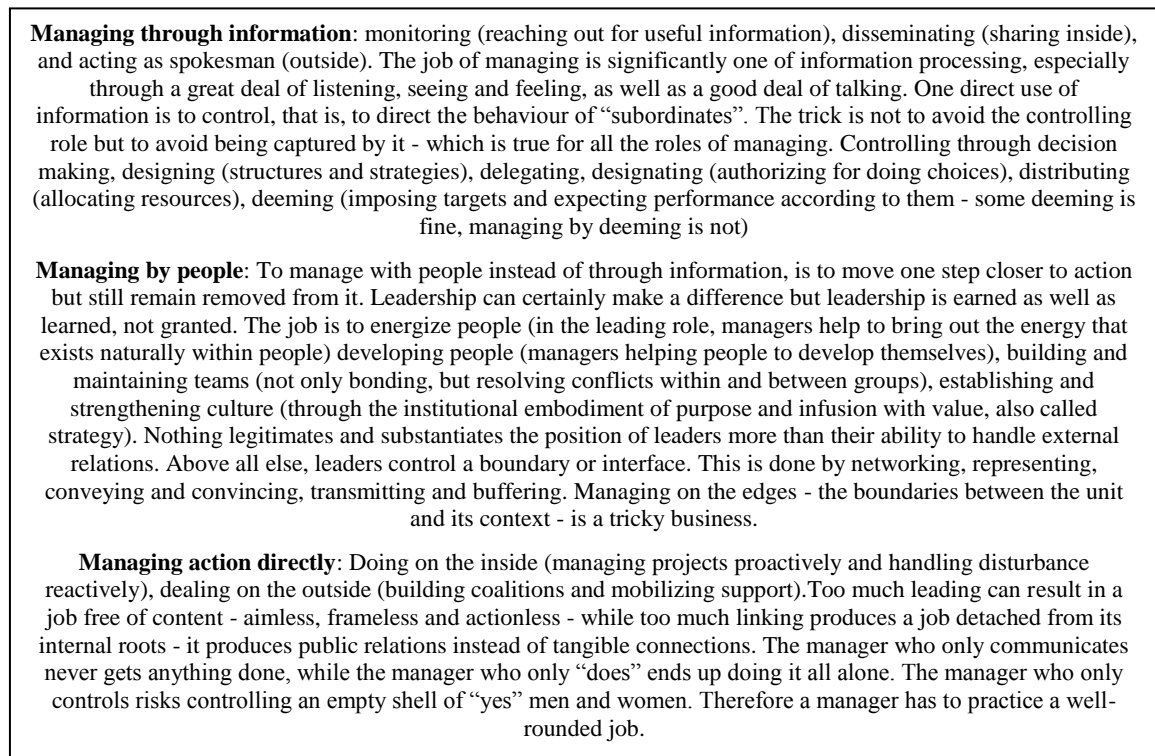 Managing through information: monitoring (reaching out for useful information), disseminating (sharing inside),
and acting as spokesman (outside). The job of managing is significantly one of information processing, especially
through a great deal of listening, seeing and feeling, as well as a good deal of talking. One direct use of
information is to control, that is, to direct the behaviour of “subordinates”. The trick is not to avoid the controlling
role but to avoid being captured by it - which is true for all the roles of managing. Controlling through decision
making, designing (structures and strategies), delegating, designating (authorizing for doing choices), distributing
(allocating resources), deeming (imposing targets and expecting performance according to them - some deeming is
fine, managing by deeming is not)
Managing by people: To manage with people instead of through information, is to move one step closer to action
but still remain removed from it. Leadership can certainly make a difference but leadership is earned as well as
learned, not granted. The job is to energize people (in the leading role, managers help to bring out the energy that
exists naturally within people) developing people (managers helping people to develop themselves), building and
maintaining teams (not only bonding, but resolving conflicts within and between groups), establishing and
strengthening culture (through the institutional embodiment of purpose and infusion with value, also called
strategy). Nothing legitimates and substantiates the position of leaders more than their ability to handle external
relations. Above all else, leaders control a boundary or interface. This is done by networking, representing,
conveying and convincing, transmitting and buffering. Managing on the edges - the boundaries between the unit
and its context - is a tricky business.
Managing action directly: Doing on the inside (managing projects proactively and handling disturbance
reactively), dealing on the outside (building coalitions and mobilizing support).Too much leading can result in a
job free of content - aimless, frameless and actionless - while too much linking produces a job detached from its
internal roots - it produces public relations instead of tangible connections. The manager who only communicates
never gets anything done, while the manager who only “does” ends up doing it all alone. The manager who only
controls risks controlling an empty shell of “yes” men and women. Therefore a manager has to practice a well-
rounded job.